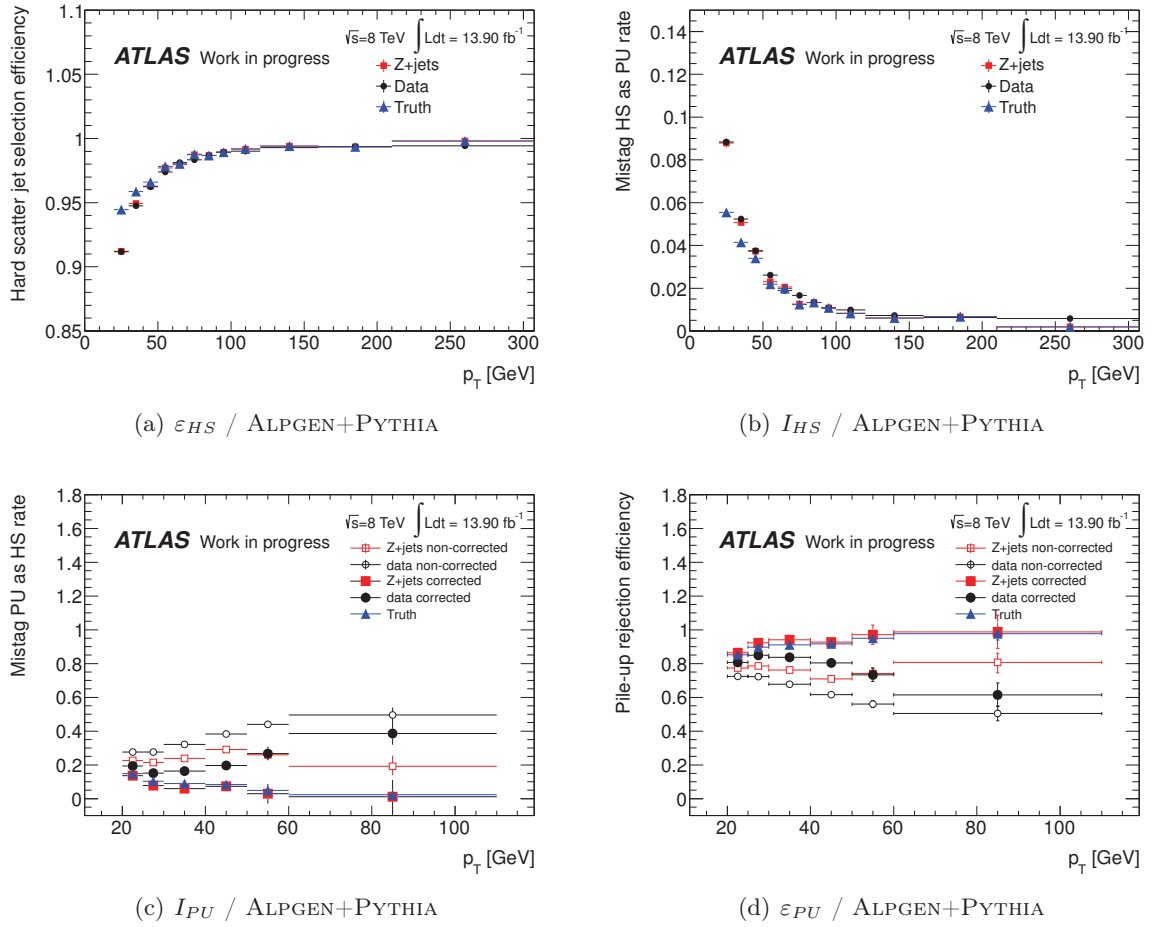 Hard scatter jet selection efficiency
1.1
1.05
1
0.95
0.9
0.85
ATLAS Work in progress
√s=8 TeV ∫ Ldt = 13.90 fb⁻¹
Z+jets
Data
Truth
0 50 100 150 200 250 300
p_T [GeV]
(a) ε_HS / ALPGEN+PYTHIA
Mistag HS as PU rate
0.14
0.12
0.1
0.08
0.06
0.04
0.02
0
ATLAS Work in progress
√s=8 TeV ∫ Ldt = 13.90 fb⁻¹
Z+jets
Data
Truth
0 50 100 150 200 250 300
p_T [GeV]
(b) I_HS / ALPGEN+PYTHIA
Mistag PU as HS rate
1.8
1.6
1.4
1.2
1
0.8
0.6
0.4
0.2
0
ATLAS Work in progress
√s=8 TeV ∫ Ldt = 13.90 fb⁻¹
Z+jets non-corrected
data non-corrected
Z+jets corrected
data corrected
Truth
20 40 60 80 100
p_T [GeV]
(c) I_PU / ALPGEN+PYTHIA
Pile-up rejection efficiency
1.8
1.6
1.4
1.2
1
0.8
0.6
0.4
0.2
0
ATLAS Work in progress
√s=8 TeV ∫ Ldt = 13.90 fb⁻¹
Z+jets non-corrected
data non-corrected
Z+jets corrected
data corrected
Truth
20 40 60 80 100
p_T [GeV]
(d) ε_PU / ALPGEN+PYTHIA